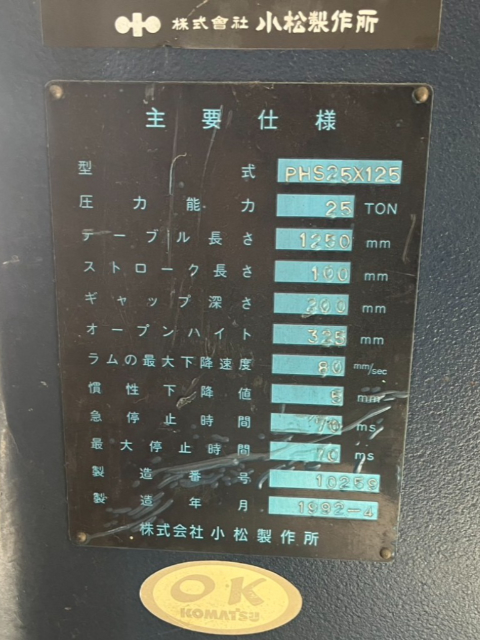 株式會社 小松製作所
主要仕様
型式 PHS25X125
圧力能力 25 TON
テーブル長さ 1250 mm
ストローク長さ 100 mm
ギャップ深さ 200 mm
オープンハイト 325 mm
ラムの最大下降速度 80 mm/sec
慣性下降値 6 mm
急停止時間 70 ms
最大停止時間 70 ms
製造番号 10259
製造年月 1992-4
株式会社小松製作所
OK
KOMATSU